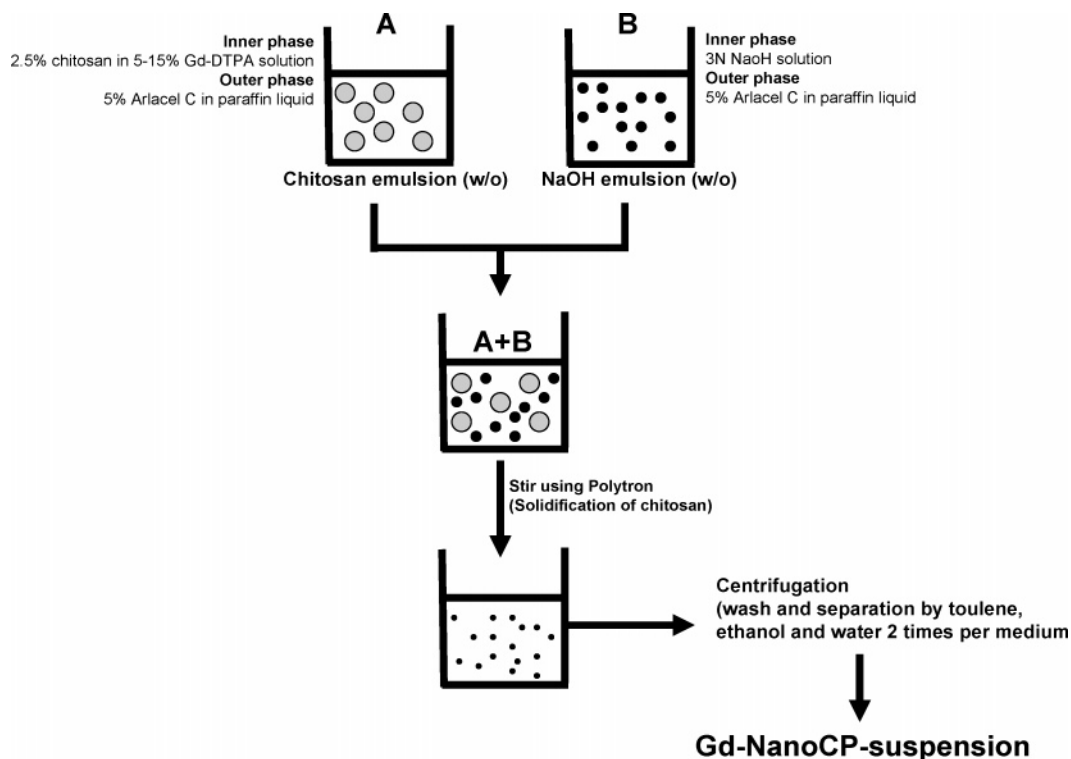 A
Inner phase
2.5% chitosan in 5-15% Gd-DTPA solution
Outer phase
5% Arlacel C in paraffin liquid
Chitosan emulsion (w/o)
B
Inner phase
3N NaoH solution
Outer phase
5% Arlacel C in paraffin liquid
NaOH emulsion (w/o)
A+B
Stir using Polytron
(Solidification of chitosan)
Centrifugation
(wash and separation by toulene,
ethanol and water 2 times per medium
Gd-NanoCP-suspension